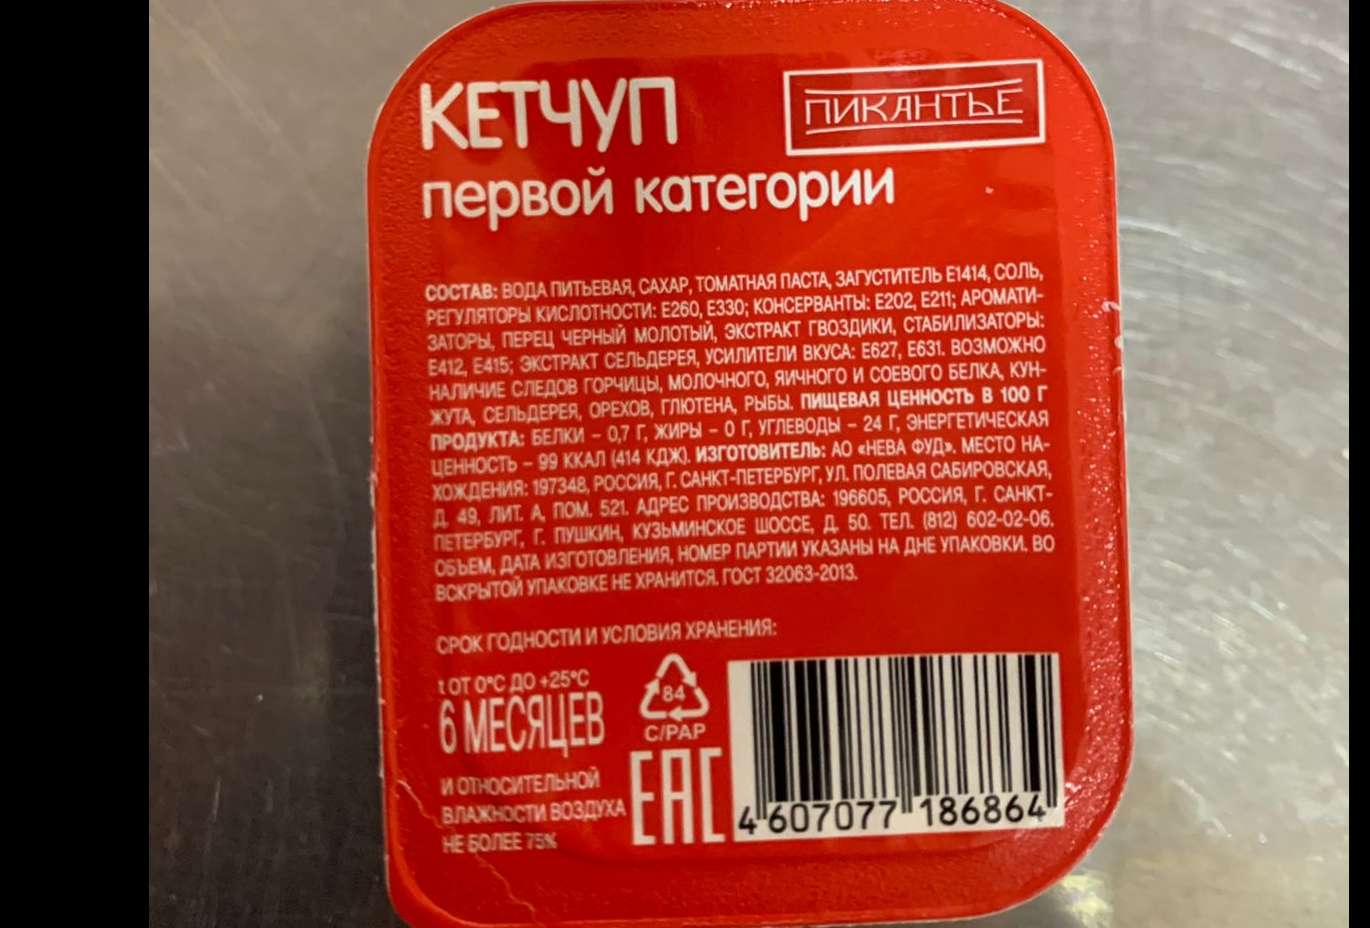 КЕТЧУП
ПИКАНТЬЕ
первой категории
СОСТАВ: ВОДА ПИТЬЕВАЯ, САХАР, ТОМАТНАЯ ПАСТА, ЗАГУСТИТЕЛЬ Е1414, СОЛЬ,
РЕГУЛЯТОРЫ КИСЛОТНОСТИ: Е260, Е330; КОНСЕРВАНТЫ: Е202, Е211; АРОМАТИ-
ЗАТОРЫ, ПЕРЕЦ ЧЕРНЫЙ МОЛОТЫЙ, ЭКСТРАКТ ГВОЗДИКИ, СТАБИЛИЗАТОРЫ:
Е412, Е415; ЭКСТРАКТ СЕЛЬДЕРЕЯ, УСИЛИТЕЛИ ВКУСА: Е627, Е631. ВОЗМОЖНО
НАЛИЧИЕ СЛЕДОВ ГОРЧИЦЫ, МОЛОЧНОГО, ЯИЧНОГО И СОЕВОГО БЕЛКА, КУН-
ЖУТА, СЕЛЬДЕРЕЯ, ОРЕХОВ, ГЛЮТЕНА, РЫБЫ. ПИЩЕВАЯ ЦЕННОСТЬ В 100 Г
ПРОДУКТА: БЕЛКИ – 0,7 Г, ЖИРЫ – 0 Г, УГЛЕВОДЫ – 24 Г, ЭНЕРГЕТИЧЕСКАЯ
ЦЕННОСТЬ – 99 ККАЛ (414 КДЖ). ИЗГОТОВИТЕЛЬ: АО «НЕВА ФУД». МЕСТО НА-
ХОЖДЕНИЯ: 197348, РОССИЯ, Г. САНКТ-ПЕТЕРБУРГ, УЛ. ПОЛЕВАЯ САБИРОВСКАЯ,
Д. 49, ЛИТ. А, ПОМ. 521. АДРЕС ПРОИЗВОДСТВА: 196605, РОССИЯ, Г. САНКТ-
ПЕТЕРБУРГ, Г. ПУШКИН, КУЗЬМИНСКОЕ ШОССЕ, Д. 50. ТЕЛ. (812) 602-02-06.
ОБЪЕМ, ДАТА ИЗГОТОВЛЕНИЯ, НОМЕР ПАРТИИ УКАЗАНЫ НА ДНЕ УПАКОВКИ. ВО
ВСКРЫТОЙ УПАКОВКЕ НЕ ХРАНИТСЯ. ГОСТ 32063-2013.
СРОК ГОДНОСТИ И УСЛОВИЯ ХРАНЕНИЯ:
t ОТ 0°С ДО +25°С
6 МЕСЯЦЕВ
И ОТНОСИТЕЛЬНОЙ
ВЛАЖНОСТИ ВОЗДУХА
НЕ БОЛЕЕ 75%
84
C/PAP
ЕАС
4 607077 186864